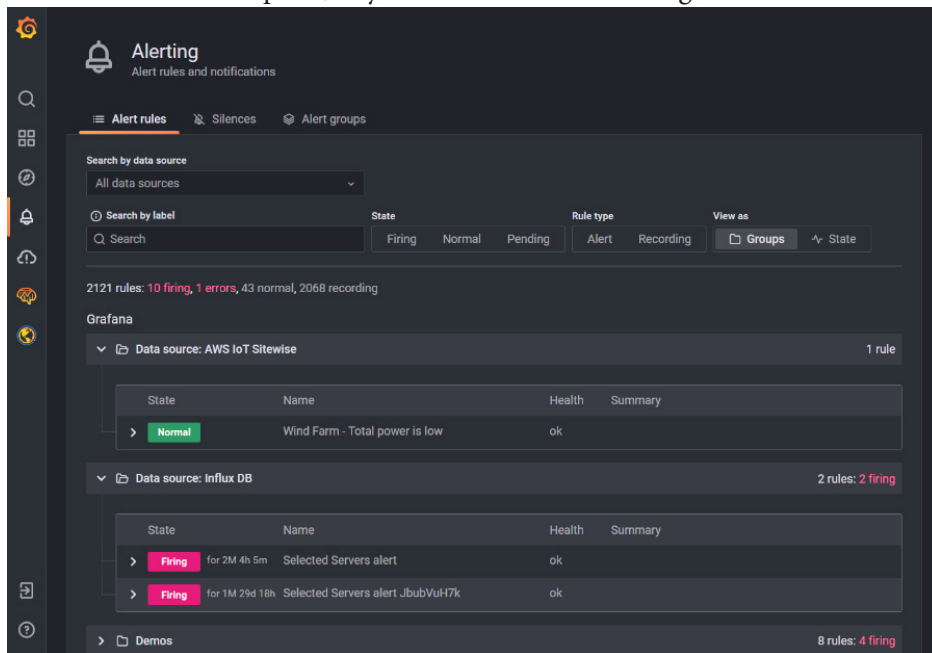 Alerting
Alert rules and notifications
Alert rules Silences Alert groups
Search by data source
All data sources
Search by label State Rule type View as
Search Firing Normal Pending Alert Recording Groups State
2121 rules: 10 firing, 1 errors, 43 normal, 2068 recording
Grafana
Data source: AWS IoT Sitewise 1 rule
State Name Health Summary
Normal Wind Farm - Total power is low ok
Data source: Influx DB 2 rules: 2 firing
State Name Health Summary
Firing for 2M 4h 5m Selected Servers alert ok
Firing for 1M 29d 18h Selected Servers alert JbubVuH7k ok
Demos 8 rules: 4 firing